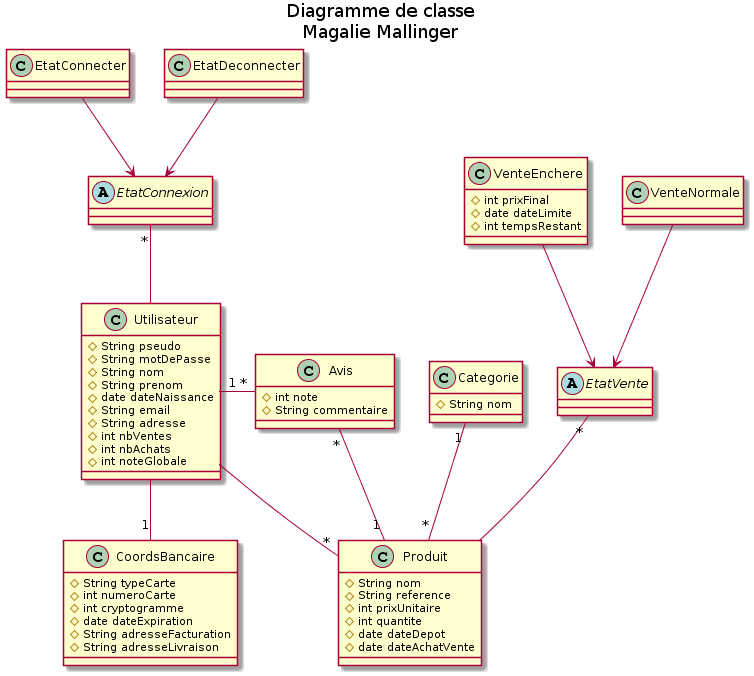 Diagramme de classe
Magalie Mallinger
C EtatConnecter
C EtatDeconnecter
A EtatConnexion
*
C VenteEnchere
int prixFinal
date dateLimite
int tempsRestant
C VenteNormale
C Utilisateur
String pseudo
String motDePasse
String nom
String prenom
date dateNaissance
String email
String adresse
int nbVentes
int nbAchats
int noteGlobale
1 *
C Avis
int note
String commentaire
C Categorie
String nom
A EtatVente
*
1
*
1
1
*
*
C CoordsBancaire
String typeCarte
int numeroCarte
int cryptogramme
date dateExpiration
String adresseFacturation
String adresseLivraison
C Produit
String nom
String reference
int prixUnitaire
int quantite
date dateDepot
date dateAchatVente